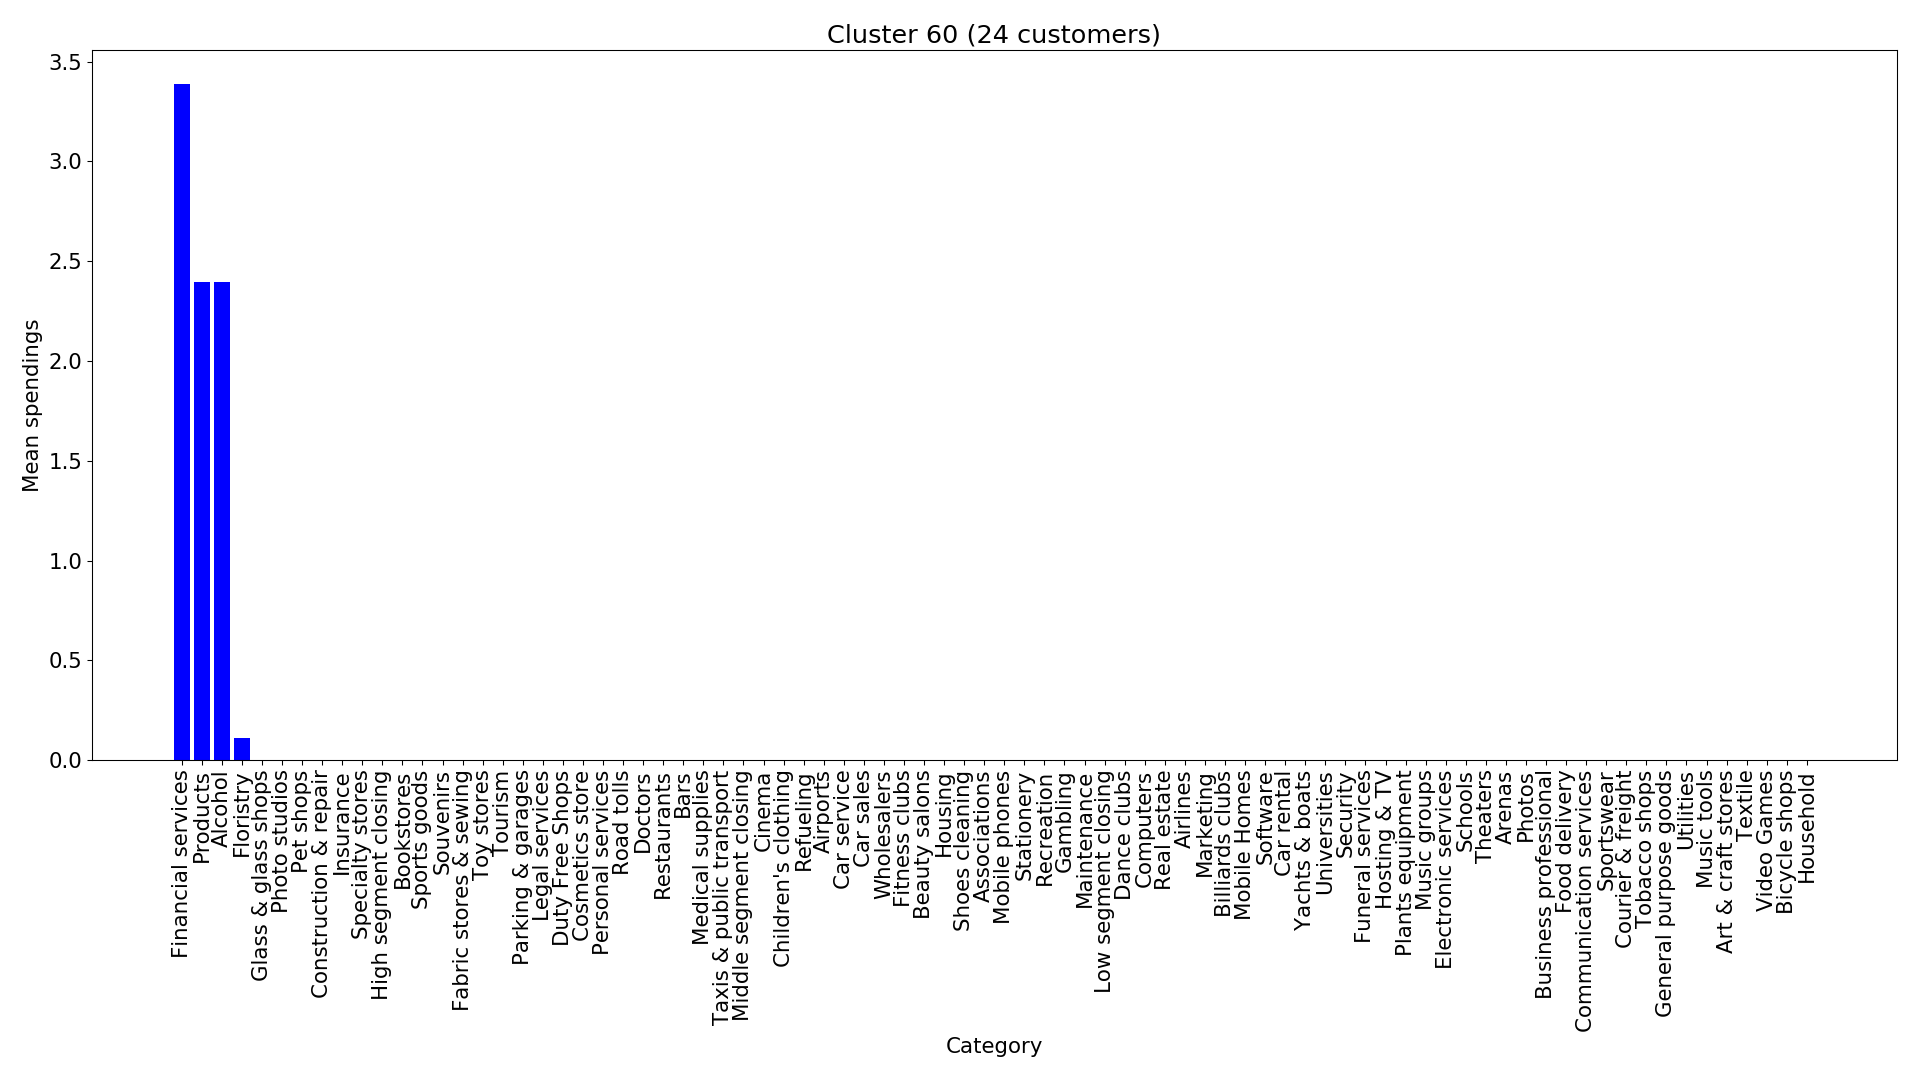 Cluster 60 (24 customers)
3.5
3.0
2.5
2.0
1.5
1.0
0.5
0.0
Mean spendings
Financial services
Products
Alcohol
Floristry
Glass & glass shops
Photo studios
Pet shops
Construction & repair
Insurance
Specialty stores
High segment closing
Bookstores
Sports goods
Souvenirs
Fabric stores & sewing
Toy stores
Tourism
Parking & garages
Legal services
Duty Free Shops
Cosmetics store
Personal services
Road tolls
Doctors
Restaurants
Bars
Medical supplies
Taxis & public transport
Middle segment closing
Cinema
Children's clothing
Refueling
Airports
Car service
Car sales
Wholesalers
Fitness clubs
Beauty salons
Housing
Shoes cleaning
Associations
Mobile phones
Stationery
Recreation
Gambling
Maintenance
Low segment closing
Dance clubs
Computers
Real estate
Airlines
Marketing
Billiards clubs
Mobile Homes
Software
Car rental
Yachts & boats
Universities
Security
Funeral services
Hosting & TV
Plants equipment
Music groups
Electronic services
Schools
Theaters
Arenas
Photos
Business professional
Food delivery
Communication services
Sportswear
Courier & freight
Tobacco shops
General purpose goods
Utilities
Music tools
Art & craft stores
Textile
Video Games
Bicycle shops
Household
Category